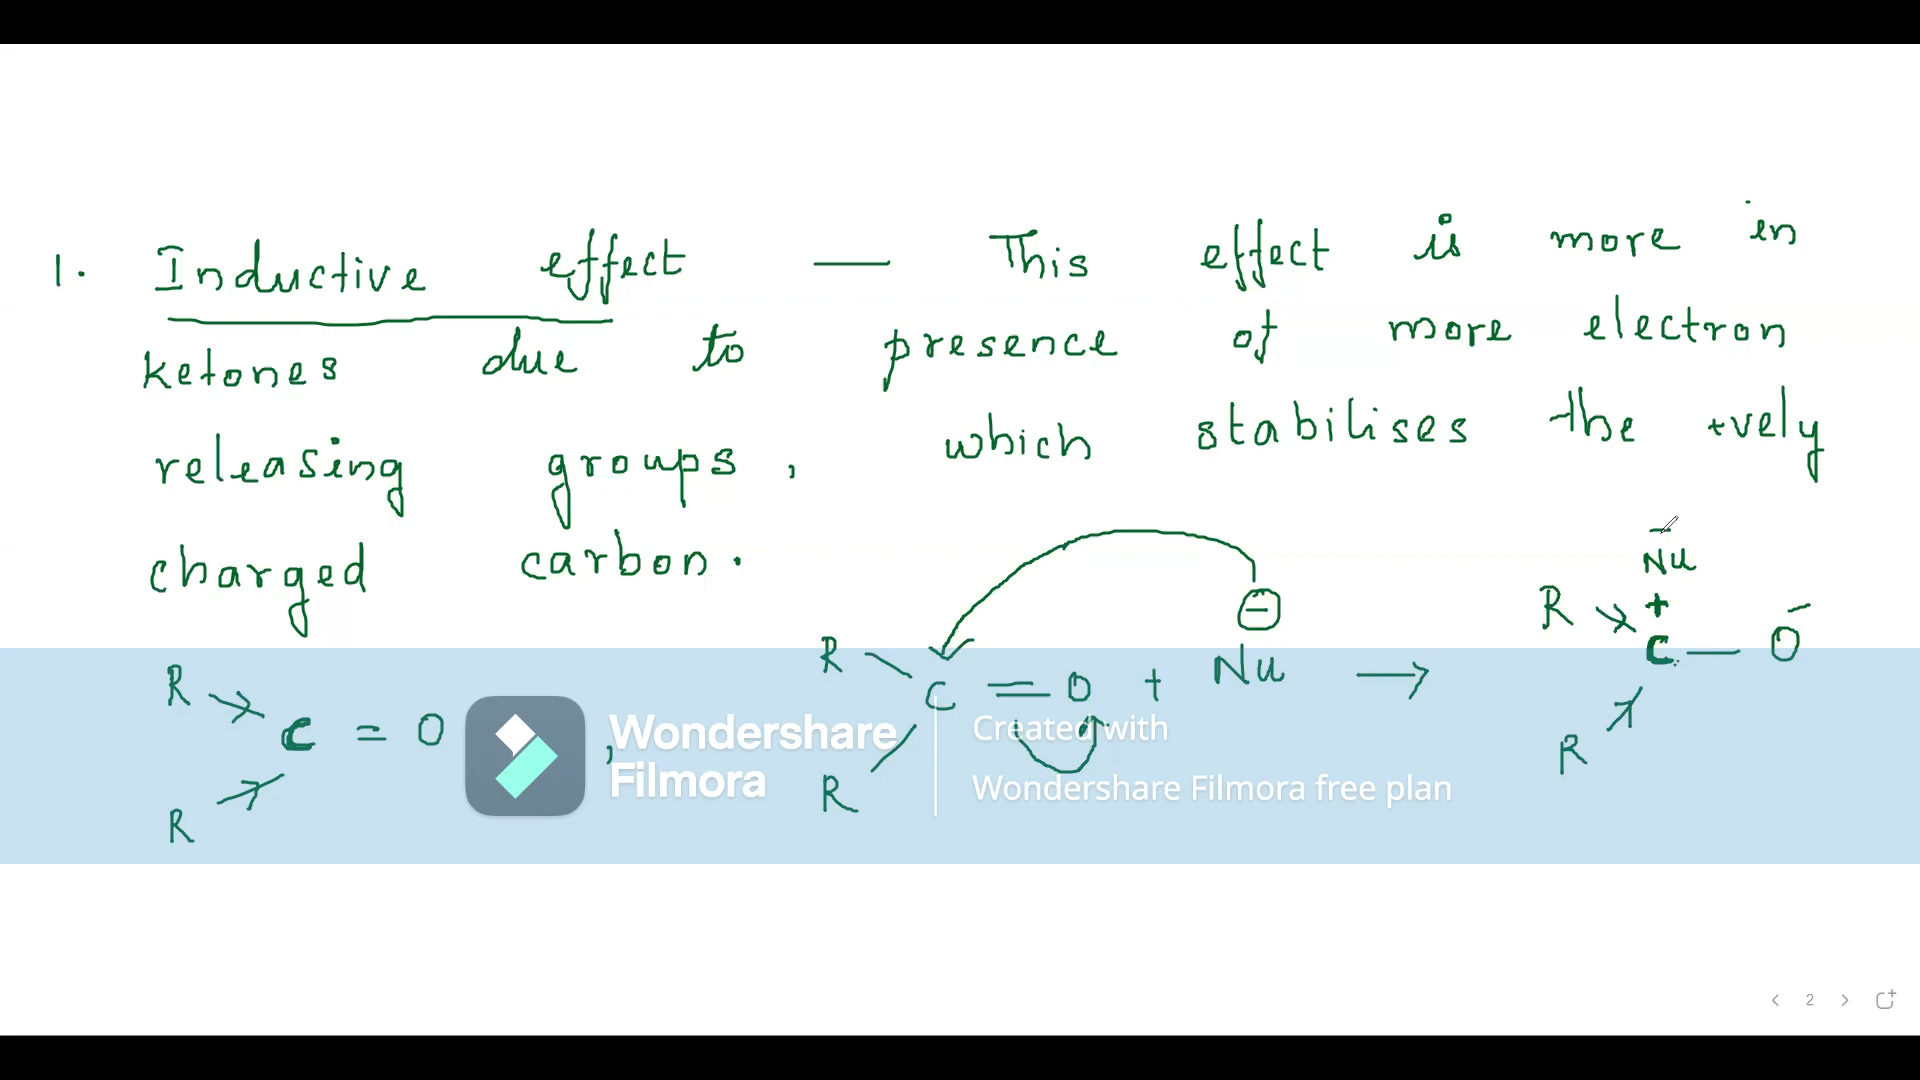 1. Inductive effect — This effect is more in
ketones due to presence of more electron
releasing groups, which stabilises the +vely
charged carbon.
R
C = O ,
R
R
C = O + Nu →
⊖
R
Nu
R + 
C — O
R
Wondershare
Filmora
Created with
Wondershare Filmora free plan
< 2 >